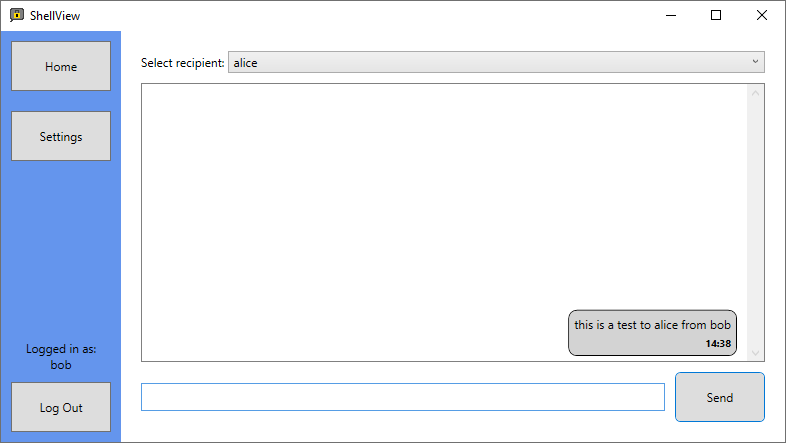 ShellView
Home
Settings
Logged in as:
bob
Log Out
Select recipient: alice
this is a test to alice from bob
14:38
Send